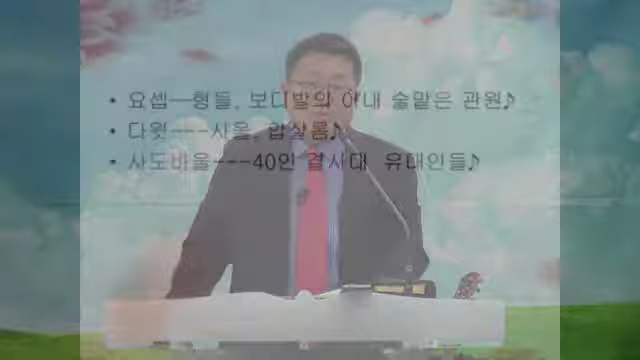 • 요셉—형들, 보디발의 아내 술맡은 관원♪
• 다윗---사울, 압살롬♪
• 사도바울---40인 결사대 유대인들♪